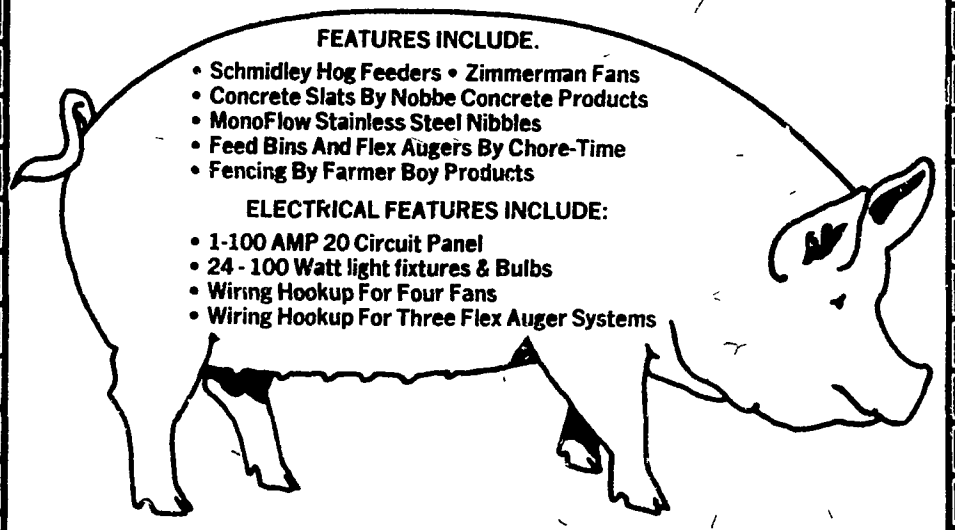 FEATURES INCLUDE.
• Schmidley Hog Feeders • Zimmerman Fans
• Concrete Slats By Nobbe Concrete Products
• MonoFlow Stainless Steel Nibbles
• Feed Bins And Flex Augers By Chore-Time
• Fencing By Farmer Boy Products
ELECTRICAL FEATURES INCLUDE:
• 1-100 AMP 20 Circuit Panel
• 24 - 100 Watt light fixtures & Bulbs
• Wiring Hookup For Four Fans
• Wiring Hookup For Three Flex Auger Systems